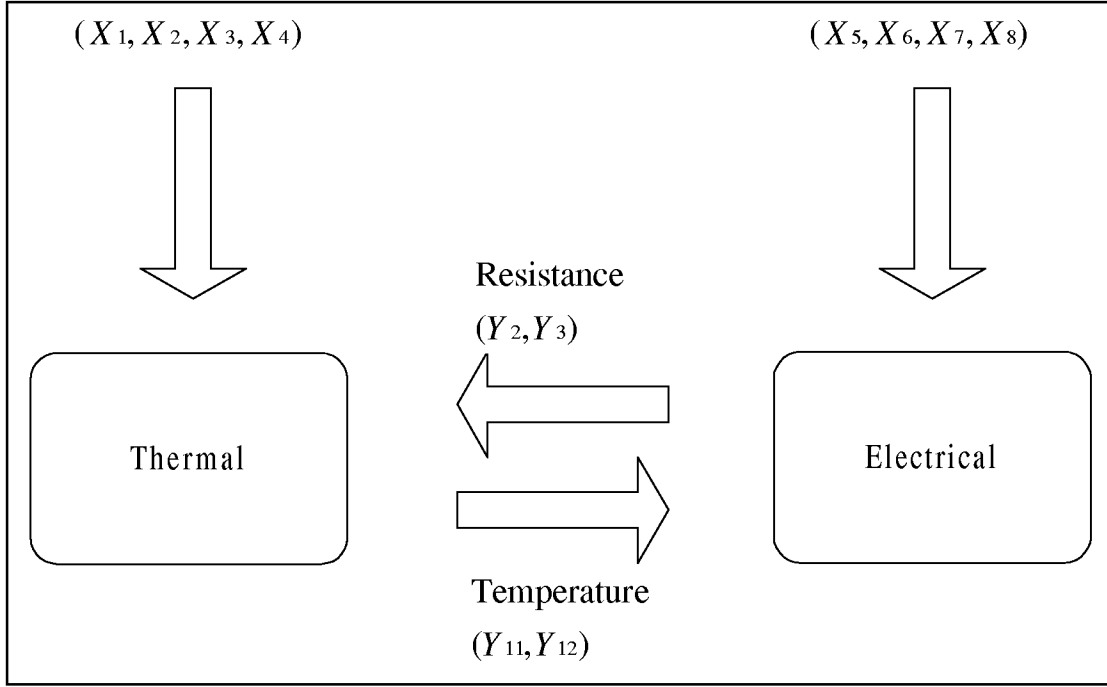 (X1, X2, X3, X4)
(X5, X6, X7, X8)
Resistance
(Y2,Y3)
Thermal
Electrical
Temperature
(Y11,Y12)